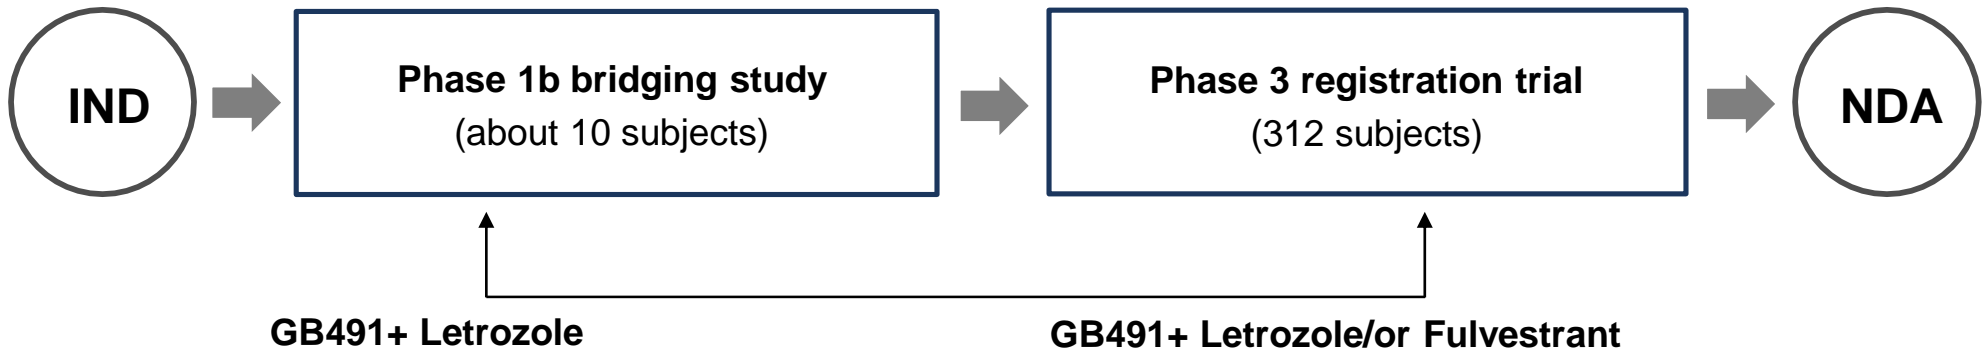 IND
Phase 1b bridging study
(about 10 subjects)
Phase 3 registration trial
(312 subjects)
NDA
GB491+ Letrozole
GB491+ Letrozole/or Fulvestrant